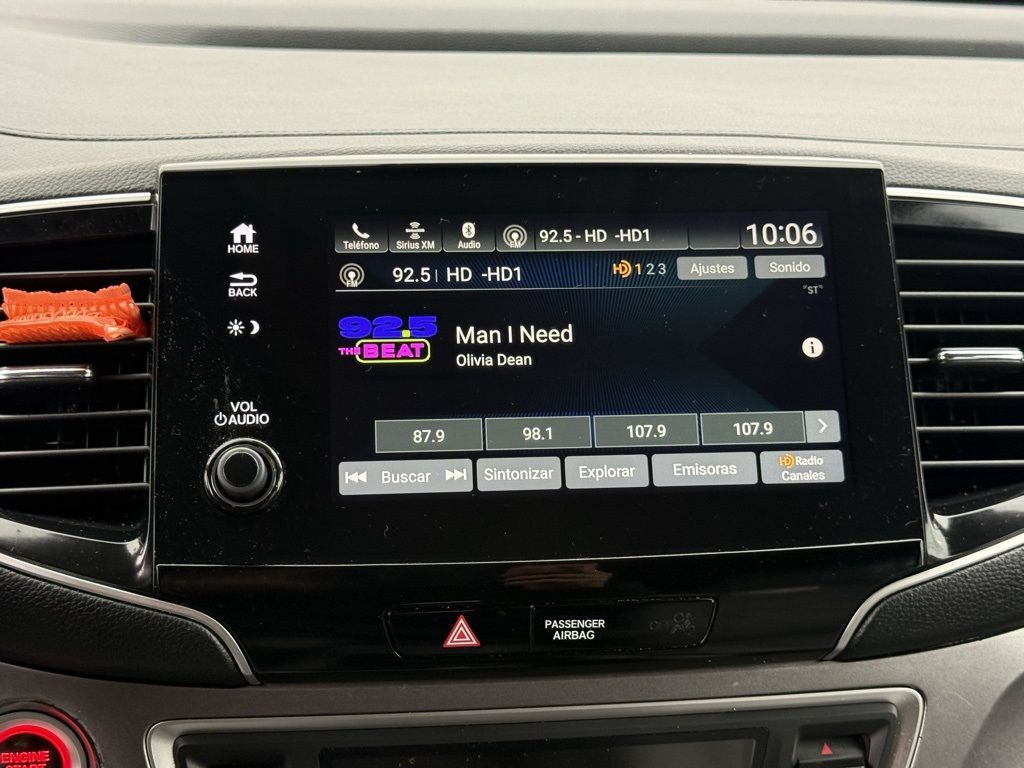 HOME
BACK
VOL
AUDIO
Teléfono
Sirius XM
Audio
FM
92.5 - HD -HD1
10:06
FM
92.5 | HD -HD1
HD 1 2 3
Ajustes
Sonido
"ST"
92.5
THE BEAT
Man I Need
Olivia Dean
i
87.9
98.1
107.9
107.9
Buscar
Sintonizar
Explorar
Emisoras
HD Radio
Canales
PASSENGER
AIRBAG
OFF
ENGINE
START